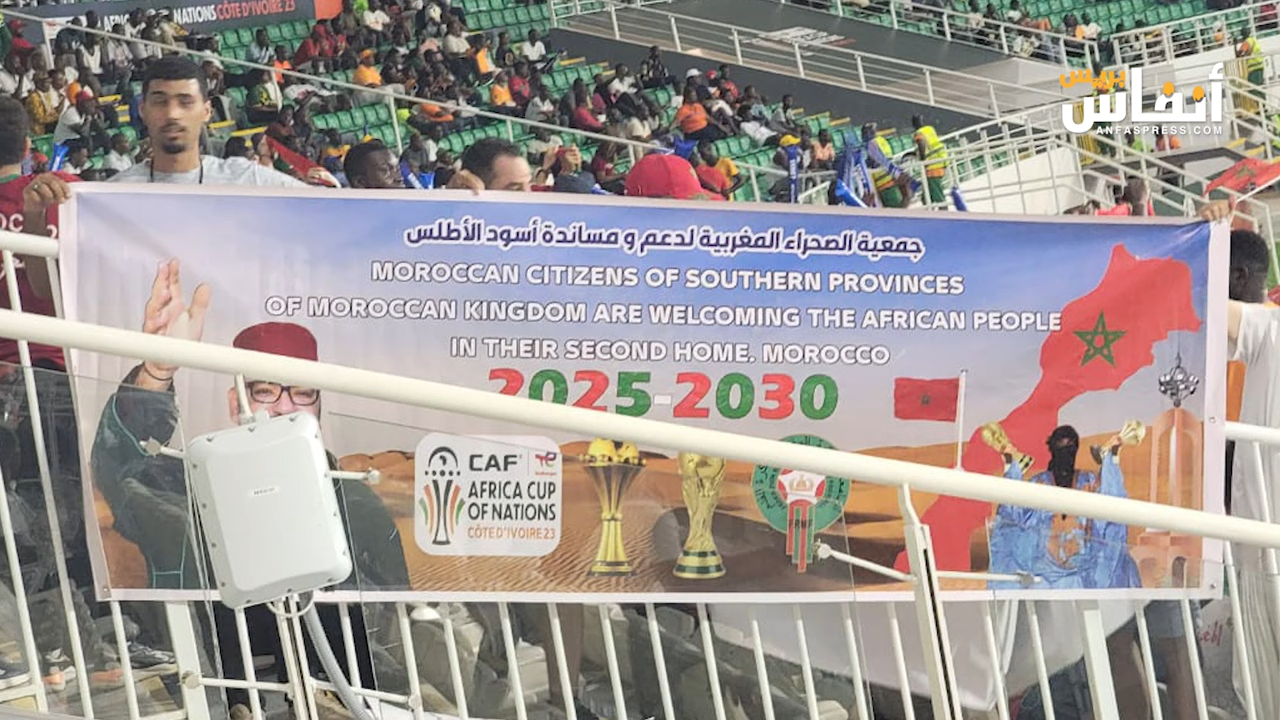 OF NATIONS CÔTE D'IVOIRE 23
أنفاس بريس
ANFASPRESS.COM
جمعية الصحراء المغربية لدعم و مساندة أسود الأطلس
MOROCCAN CITIZENS OF SOUTHERN PROVINCES
OF MOROCCAN KINGDOM ARE WELCOMING THE AFRICAN PEOPLE
IN THEIR SECOND HOME. MOROCCO
2025-2030
CAF
AFRICA CUP
OF NATIONS
CÔTE D'IVOIRE 23